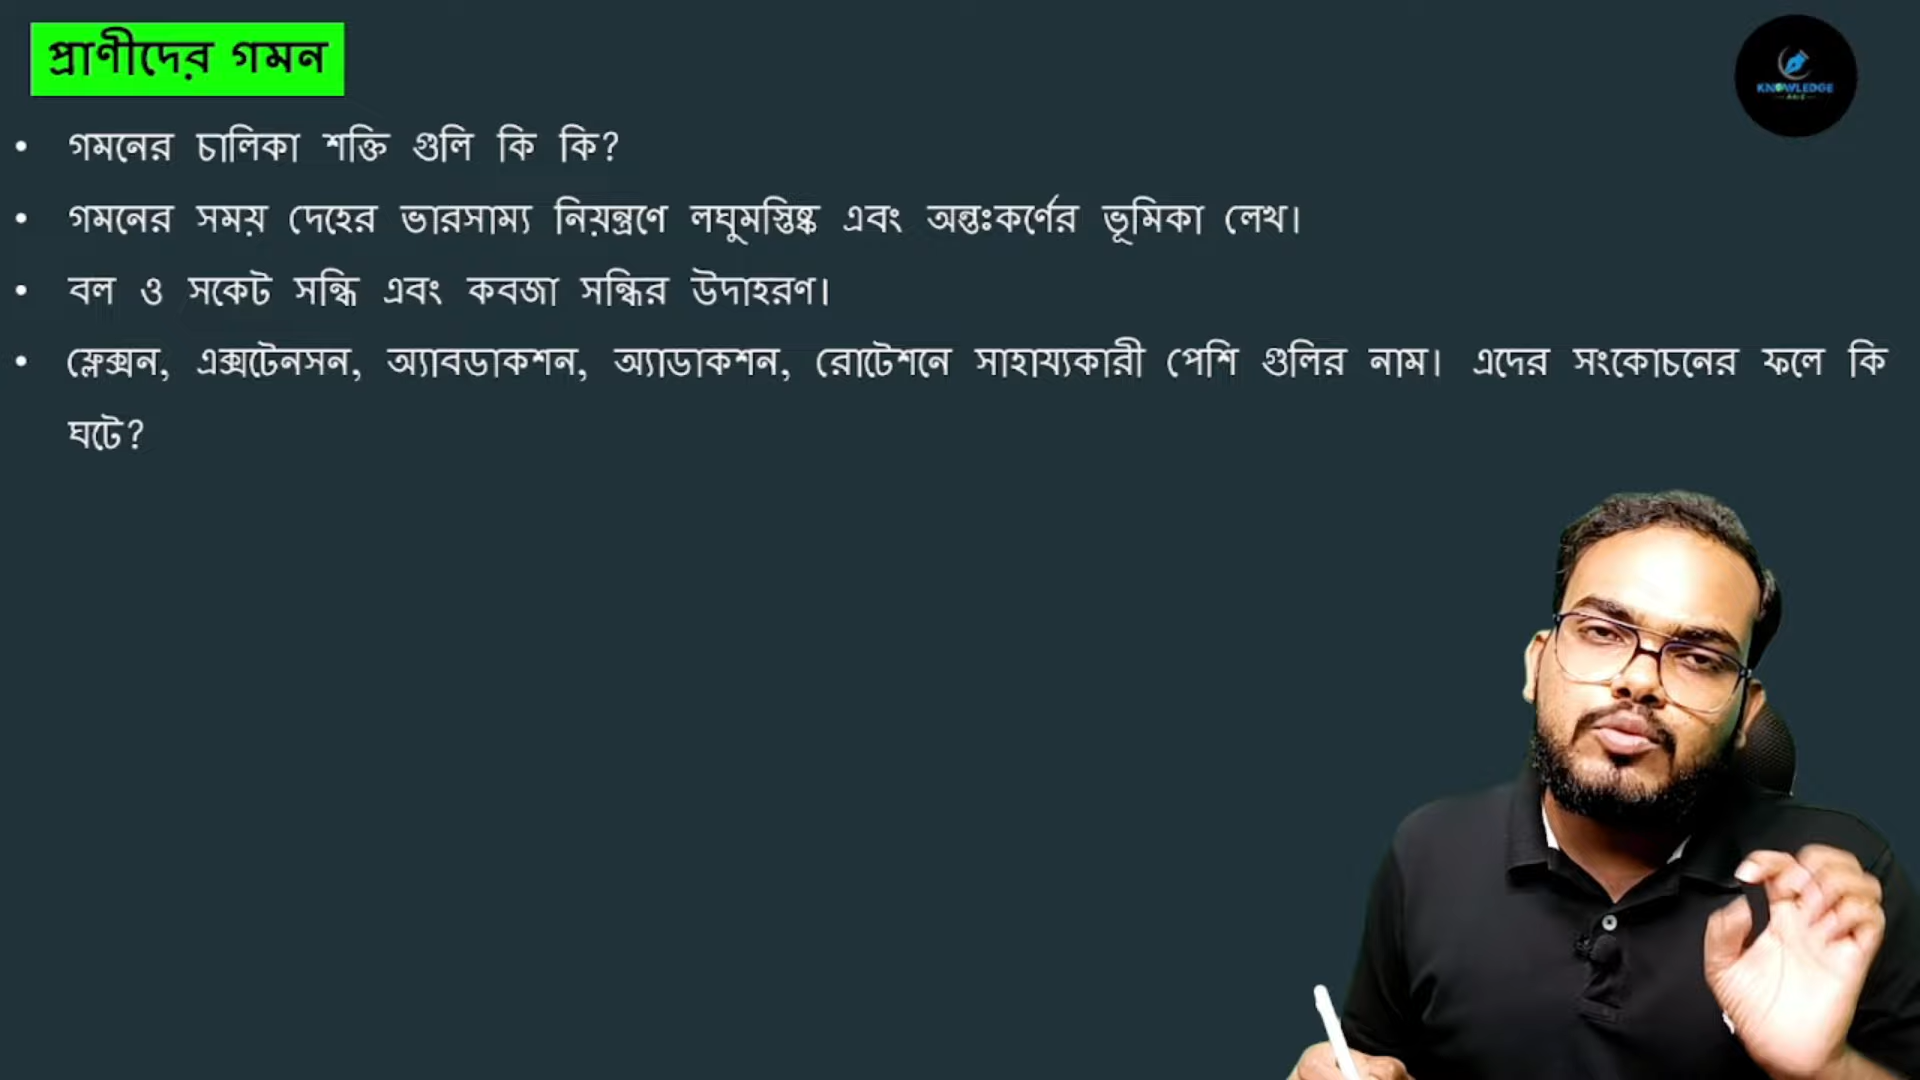 প্রাণীদের গমন
KNOWLEDGE
• গমনের চালিকা শক্তি গুলি কি কি?
• গমনের সময় দেহের ভারসাম্য নিয়ন্ত্রণে লঘুমস্তিষ্ক এবং অন্তঃকর্ণের ভূমিকা লেখ।
• বল ও সকেট সন্ধি এবং কবজা সন্ধির উদাহরণ।
• ফ্লেক্সন, এক্সটেনসন, অ্যাবডাকশন, অ্যাডাকশন, রোটেশনে সাহায্যকারী পেশি গুলির নাম। এদের সংকোচনের ফলে কি
ঘটে?